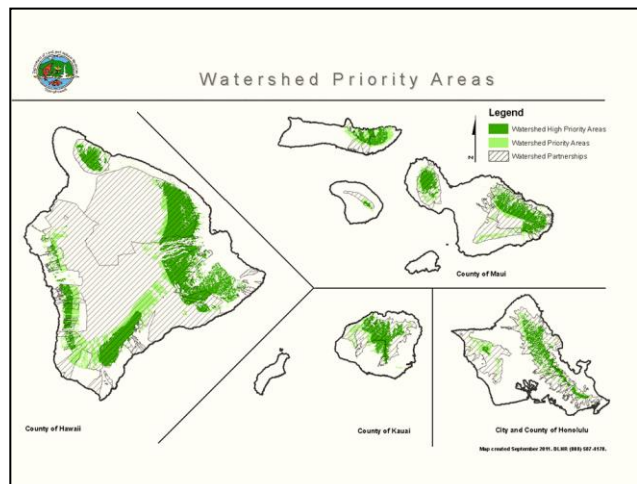 Watershed Priority Areas
Legend
Watershed High Priority Areas
Watershed Priority Areas
Watershed Partnerships
County of Maui
County of Hawaii
County of Kauai
City and County of Honolulu
Map created September 2011. DLNR (808) 587-0170.